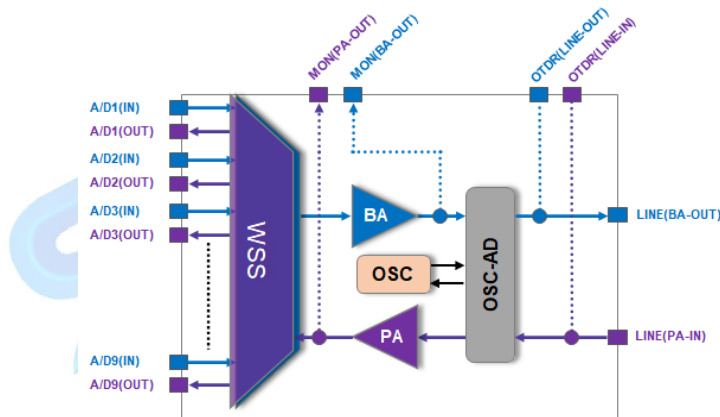 MON(PA-OUT)
MON(BA-OUT)
OTDR(LINE-OUT)
OTDR(LINE-IN)
A/D1(IN)
A/D1(OUT)
A/D2(IN)
A/D2(OUT)
A/D3(IN)
A/D3(OUT)
A/D9(IN)
A/D9(OUT)
WSS
BA
OSC
PA
OSC-AD
LINE(BA-OUT)
LINE(PA-IN)